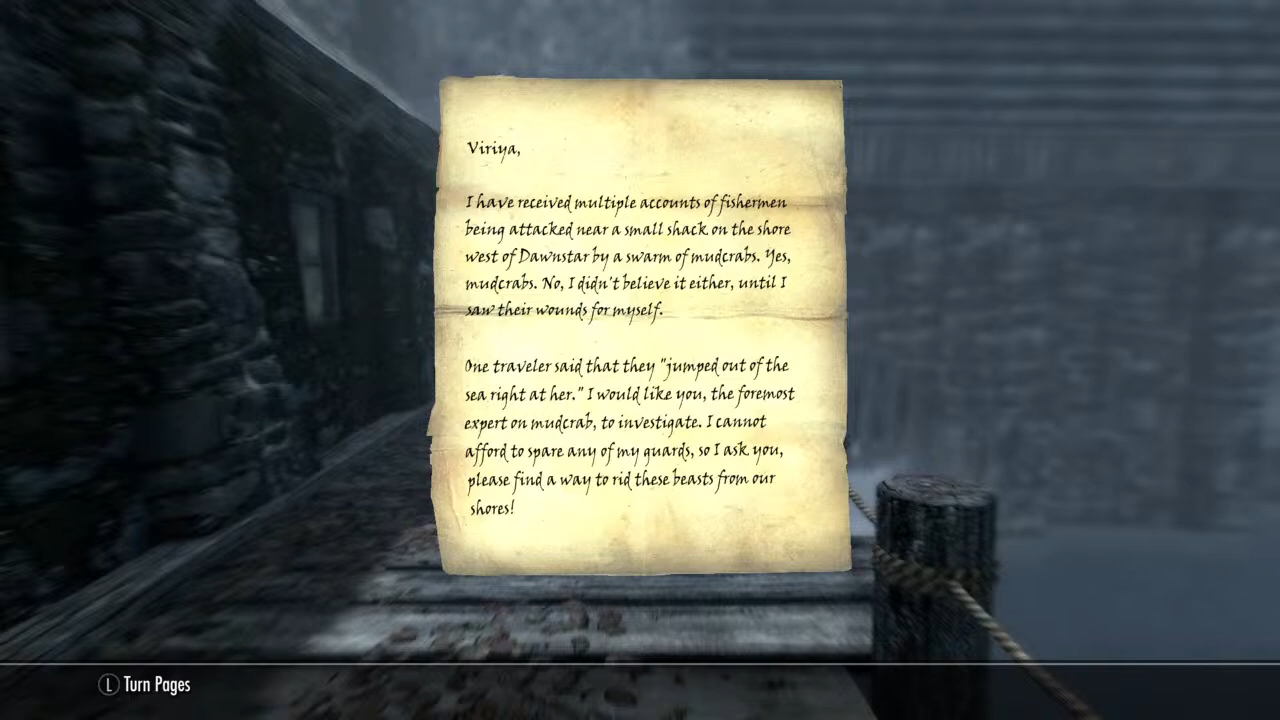 Viriya,
I have received multiple accounts of fishermen
being attacked near a small shack on the shore
west of Dawnstar by a swarm of mudcrabs. Yes,
mudcrabs. No, I didn't believe it either, until I
saw their wounds for myself.
One traveler said that they "jumped out of the
sea right at her." I would like you, the foremost
expert on mudcrab, to investigate. I cannot
afford to spare any of my guards, so I ask you,
please find a way to rid these beasts from our
shores!
L Turn Pages